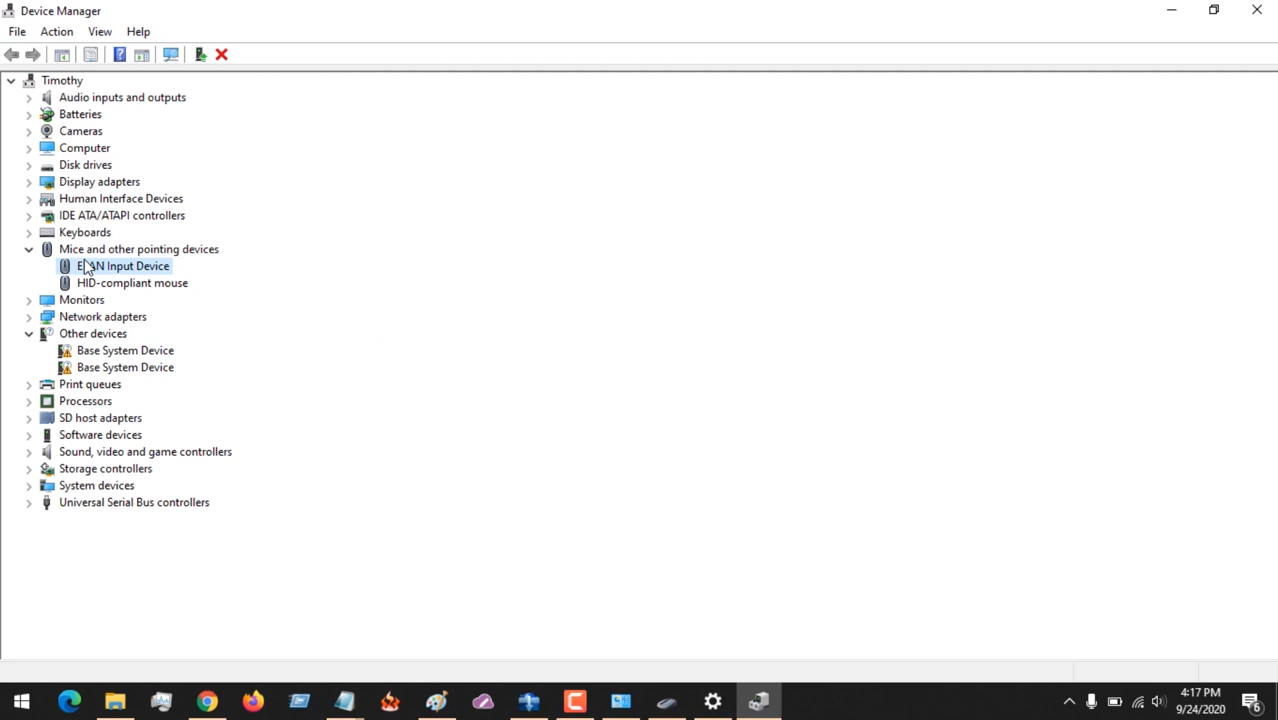 Device Manager
File Action View Help
Timothy
Audio inputs and outputs
Batteries
Cameras
Computer
Disk drives
Display adapters
Human Interface Devices
IDE ATA/ATAPI controllers
Keyboards
Mice and other pointing devices
Input Device
HID-compliant mouse
Monitors
Network adapters
Other devices
Base System Device
Base System Device
Print queues
Processors
SD host adapters
Software devices
Sound, video and game controllers
Storage controllers
System devices
Universal Serial Bus controllers
4:17 PM
9/24/2020
6